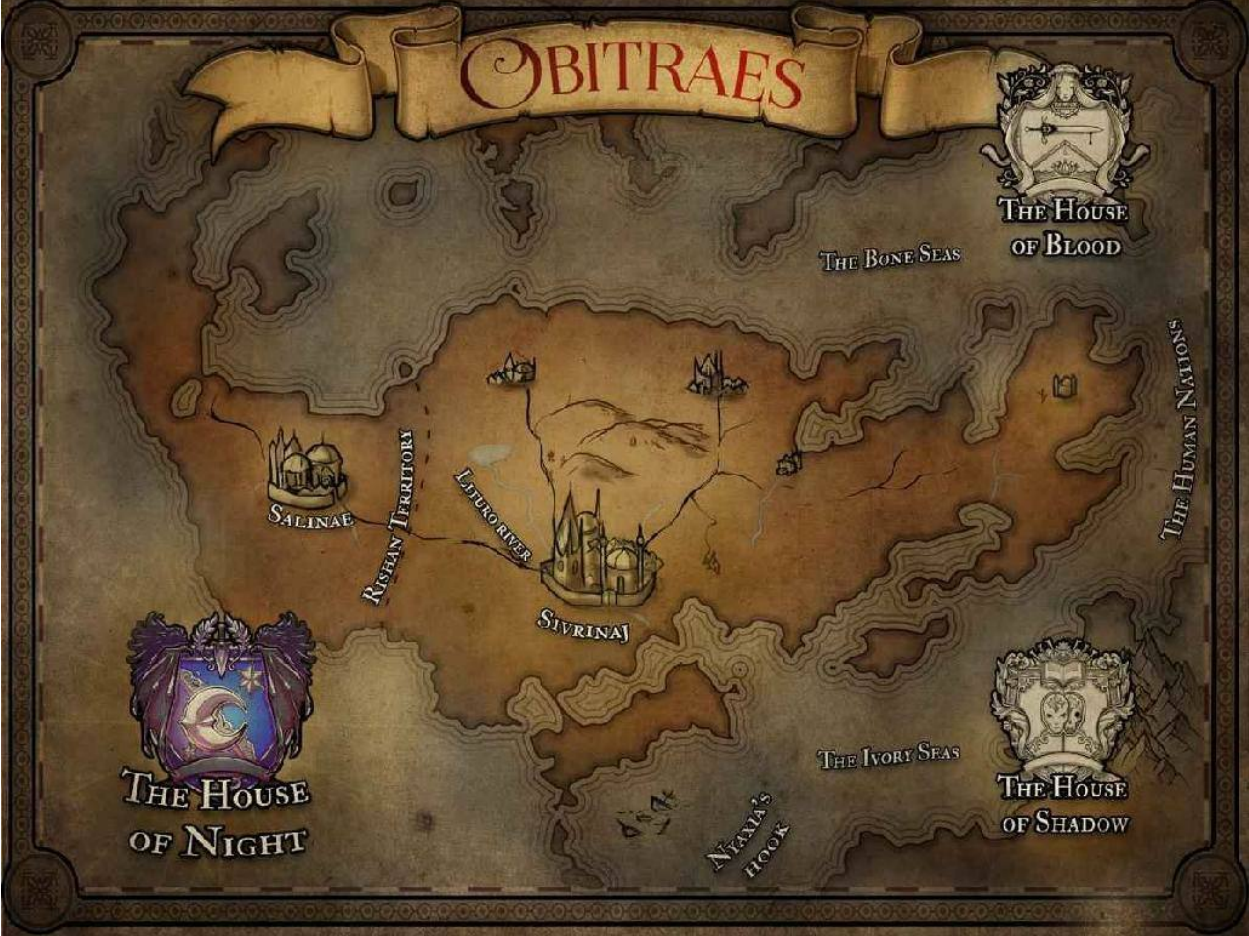 OBITRAES
THE HOUSE
OF BLOOD
THE BONE SEAS
THE HUMAN NATIONS
SALINAE
RISHAN TERRITORY
LITURO RIVER
SIVRINAJ
THE HOUSE
OF NIGHT
THE IVORY SEAS
NYAXIA'S
HOOK
THE HOUSE
OF SHADOW